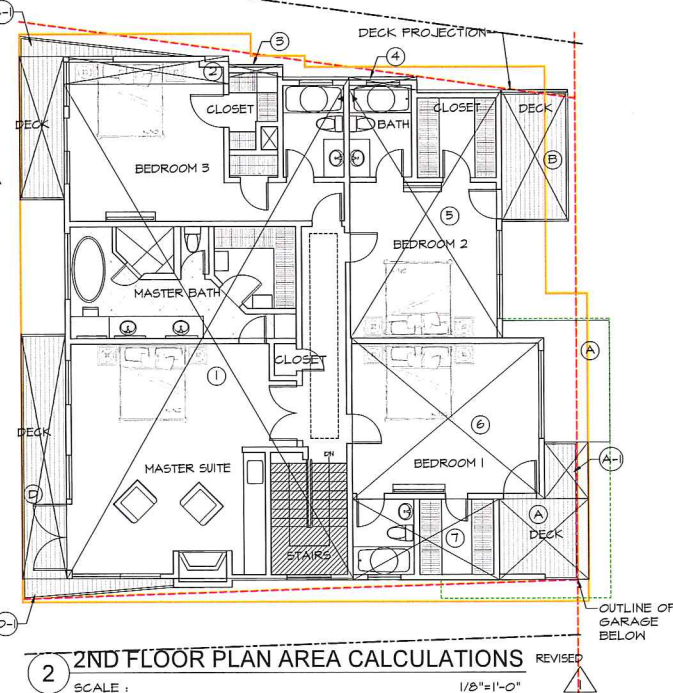 DECK PROJECTION
3
4
2
CLOSET
BATH
CLOSET
DECK
DECK
B
BEDROOM 3
5
BEDROOM 2
MASTER BATH
CLOSET
A
1
6
DECK
A-1
MASTER SUITE
DN
BEDROOM 1
D
A
DECK
7
STAIRS
OUTLINE OF
GARAGE
BELOW
2 2ND FLOOR PLAN AREA CALCULATIONS REVISED
SCALE : 1/8"=1'-0"
1